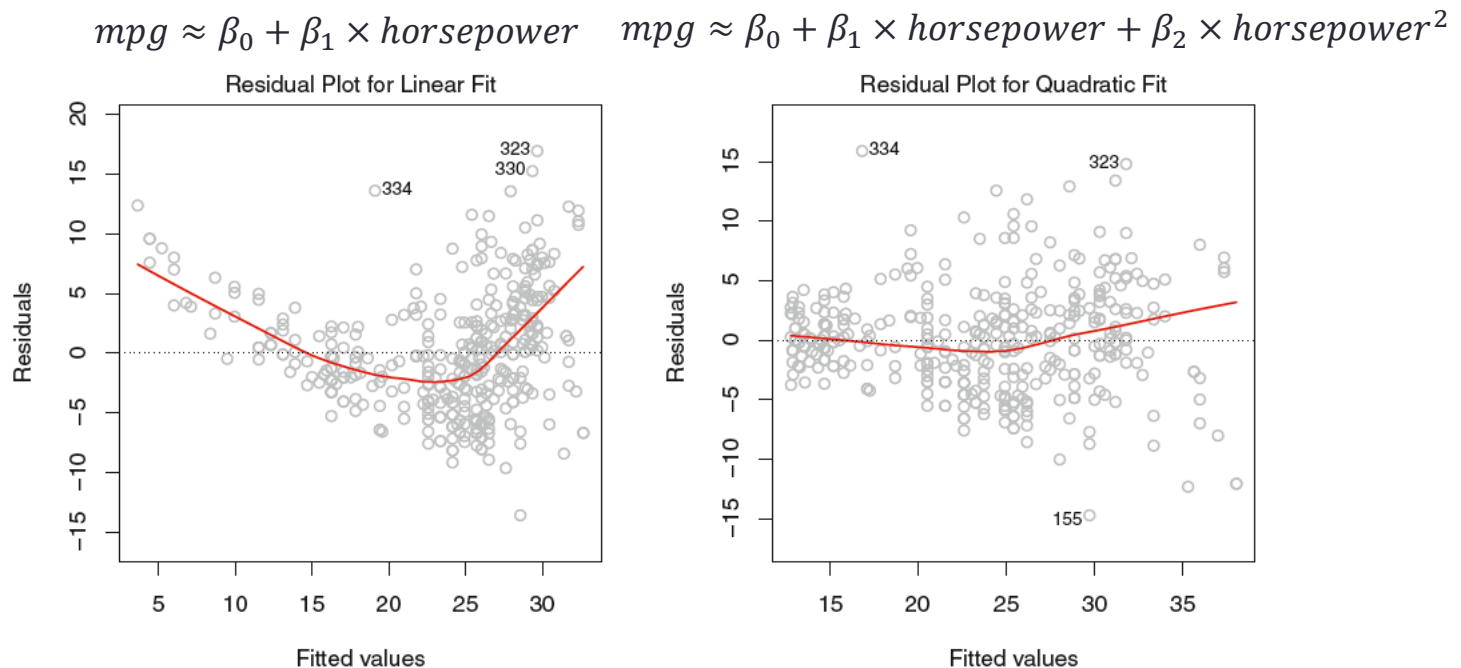 mpg ≈ β₀ + β₁ × horsepower
mpg ≈ β₀ + β₁ × horsepower + β₂ × horsepower²
Residual Plot for Linear Fit
20
15
10
5
0
−5
−10
−15
Residuals
323
330
334
5 10 15 20 25 30
Fitted values
Residual Plot for Quadratic Fit
15
10
5
0
−5
−10
−15
Residuals
334
323
155
15 20 25 30 35
Fitted values